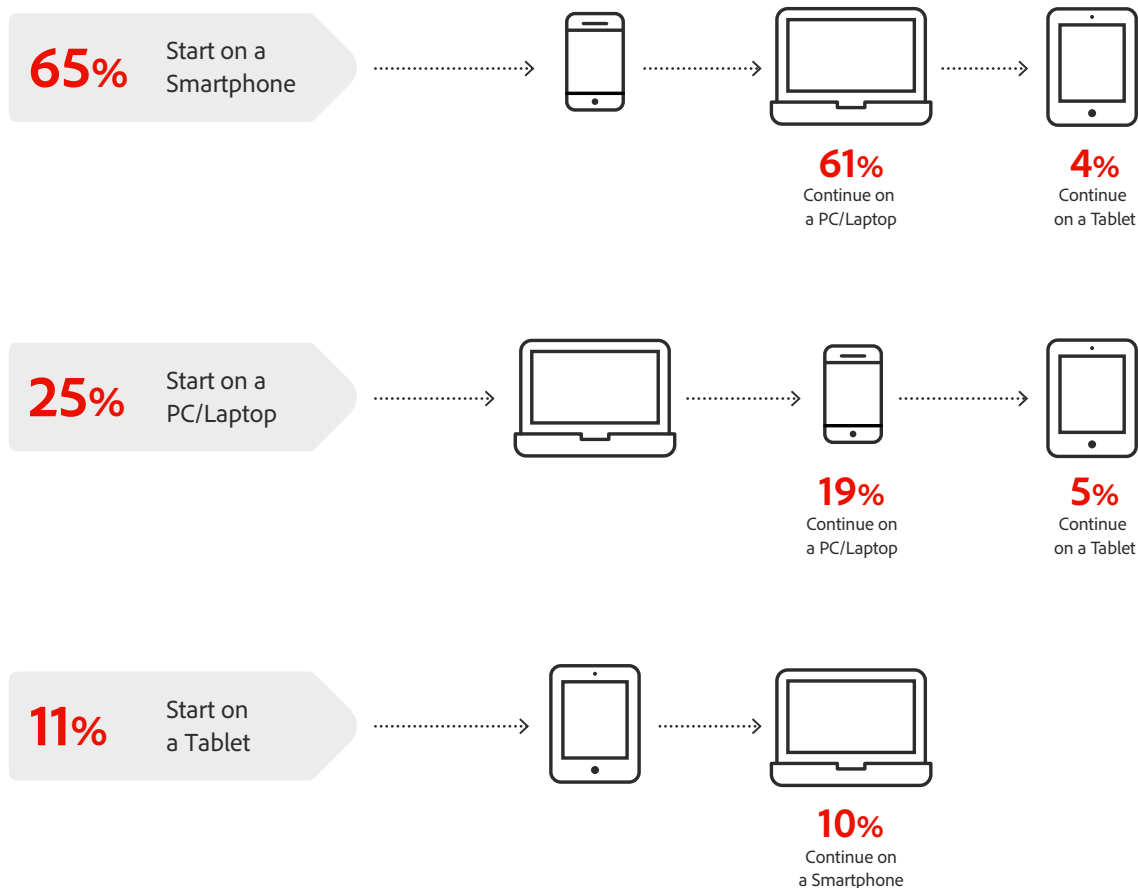 65%
Start on a
Smartphone
61%
Continue on
a PC/Laptop
4%
Continue
on a Tablet
25%
Start on a
PC/Laptop
19%
Continue on
a PC/Laptop
5%
Continue
on a Tablet
11%
Start on
a Tablet
10%
Continue on
a Smartphone